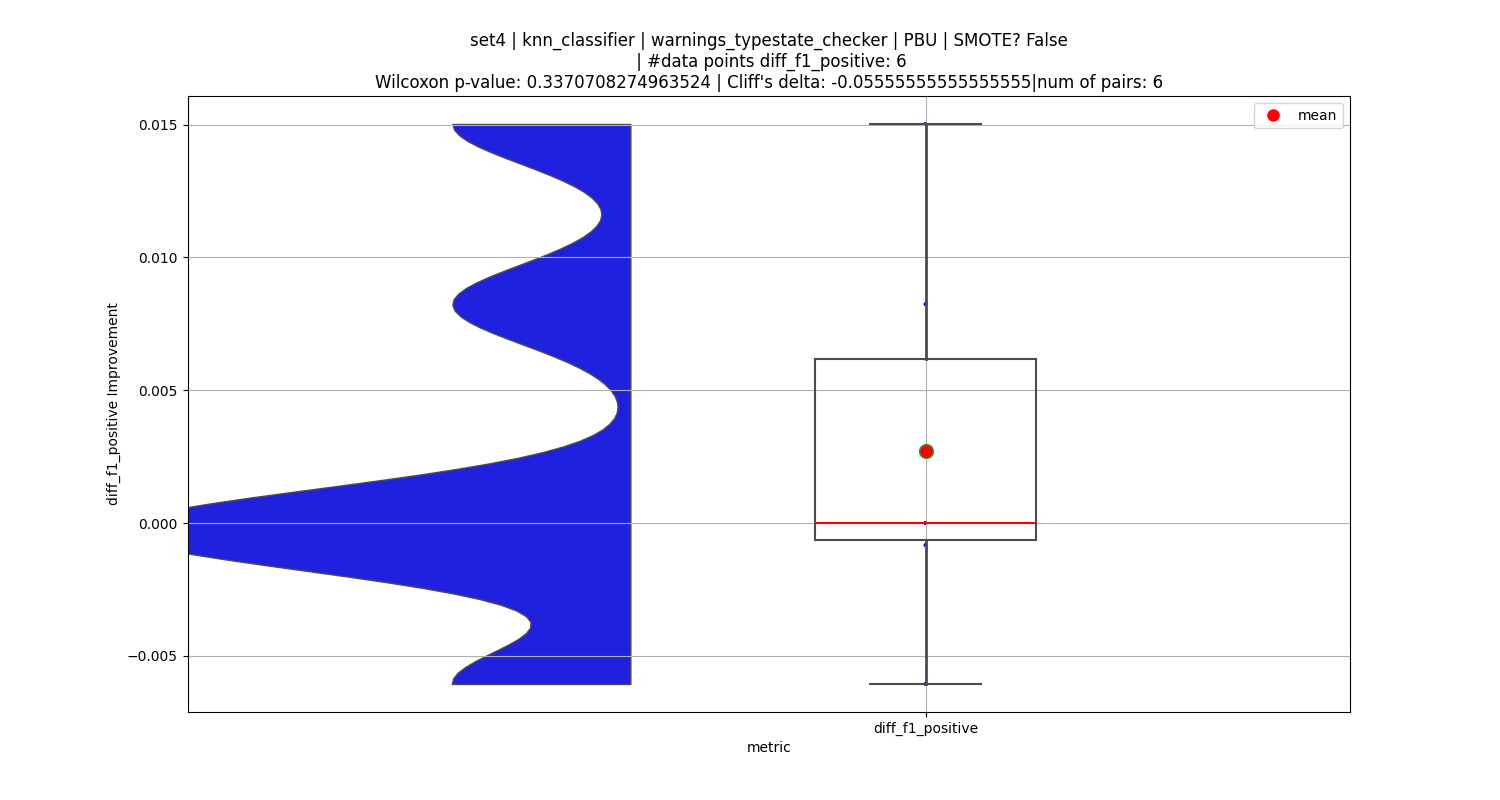 set4 | knn_classifier | warnings_typestate_checker | PBU | SMOTE? False
| #data points diff_f1_positive: 6
Wilcoxon p-value: 0.3370708274963524 | Cliff's delta: -0.05555555555555555|num of pairs: 6
mean
0.015
0.010
0.005
0.000
−0.005
diff_f1_positive Improvement
diff_f1_positive
metric